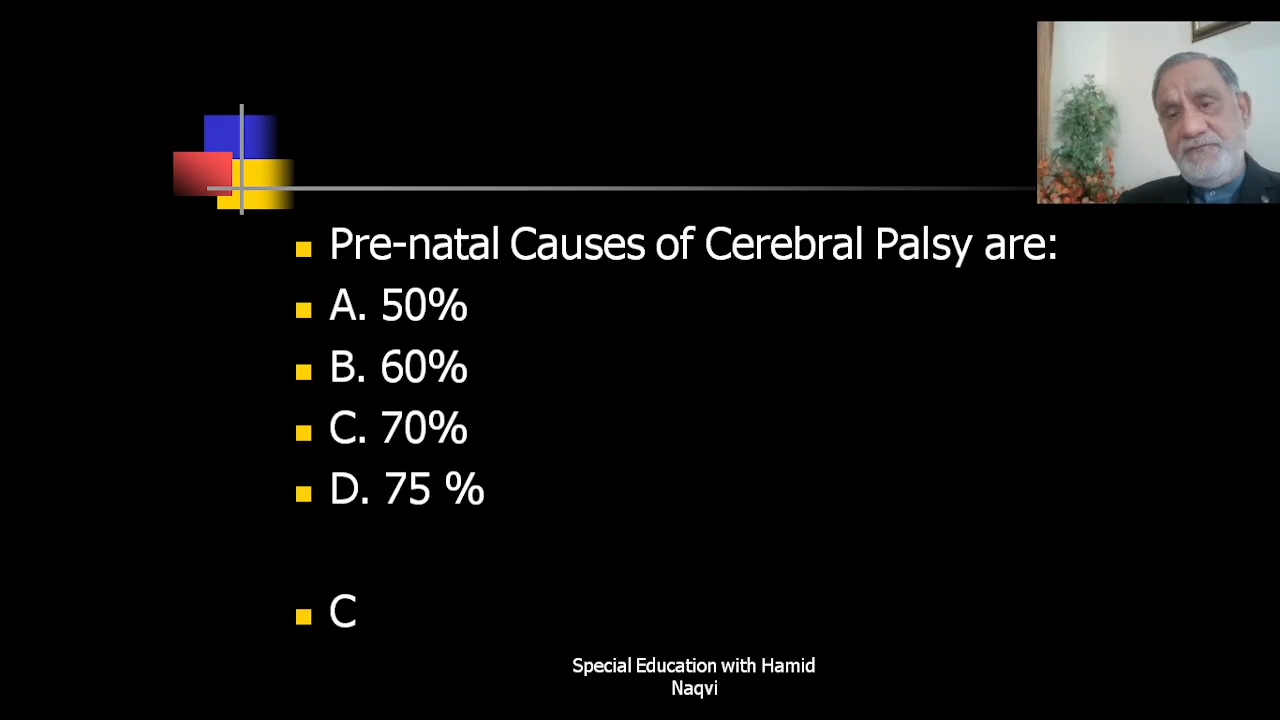 Pre-natal Causes of Cerebral Palsy are:
A. 50%
B. 60%
C. 70%
D. 75 %
C
Special Education with Hamid
Naqvi